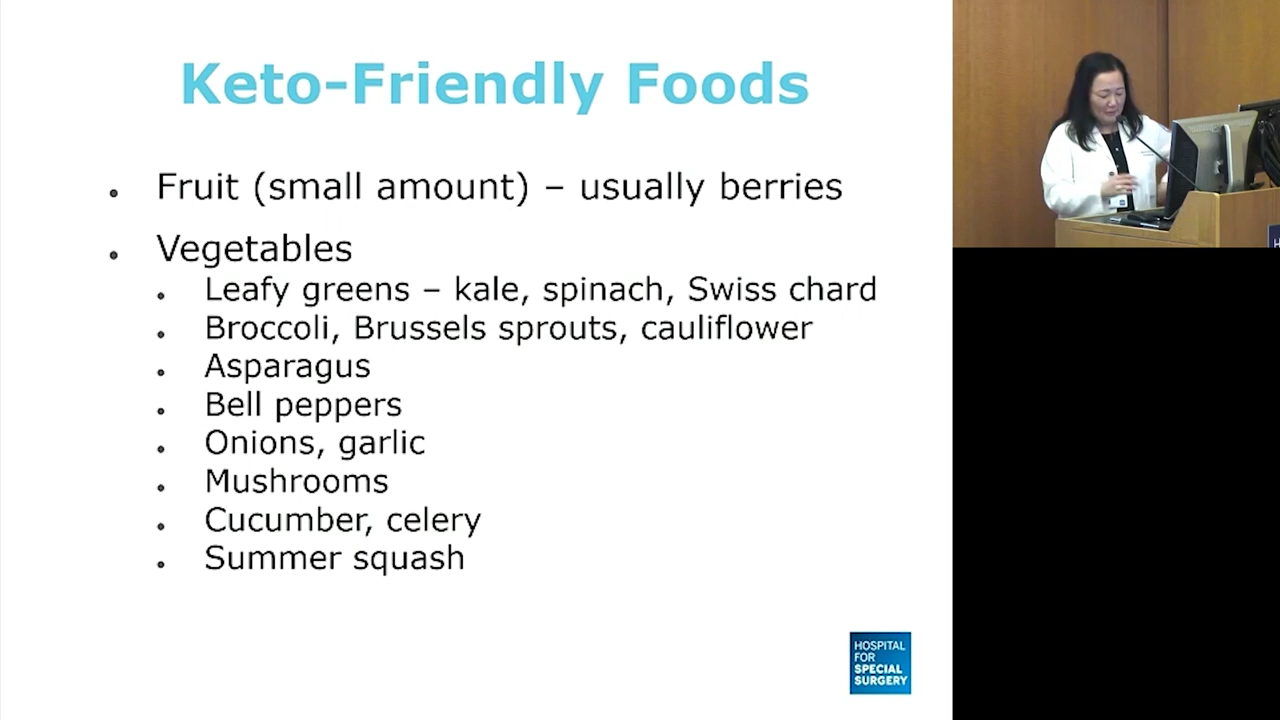 Keto-Friendly Foods
Fruit (small amount) – usually berries
Vegetables
Leafy greens – kale, spinach, Swiss chard
Broccoli, Brussels sprouts, cauliflower
Asparagus
Bell peppers
Onions, garlic
Mushrooms
Cucumber, celery
Summer squash
HOSPITAL
FOR
SPECIAL
SURGERY